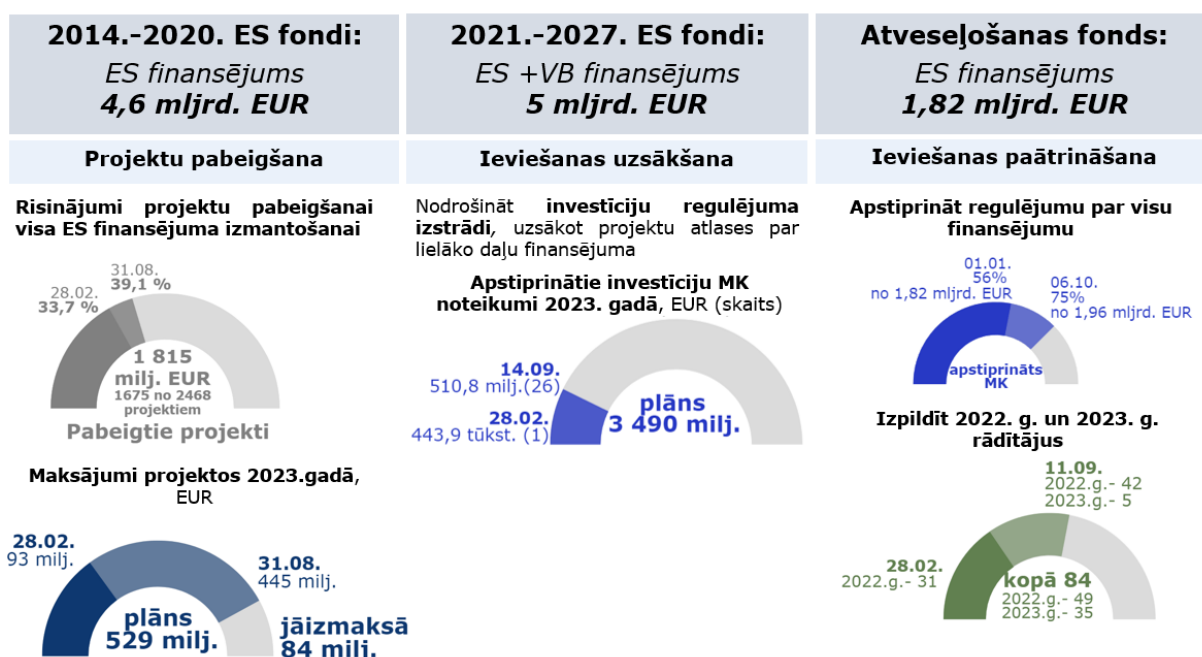 2014.-2020. ES fondi:
ES finansējums
4,6 mljrd. EUR
Projektu pabeigšana
Risinājumi projektu pabeigšanai
visa ES finansējuma izmantošanai
31.08.
39,1 %
28.02.
33,7 %
1 815
milj. EUR
1675 no 2468
projektiem
Pabeigtie projekti
Maksājumi projektos 2023.gadā,
EUR
28.02.
93 milj.
31.08.
445 milj.
plāns
529 milj.
jāizmaksā
84 milj.
2021.-2027. ES fondi:
ES +VB finansējums
5 mljrd. EUR
Ieviešanas uzsākšana
Nodrošināt investīciju regulējuma
izstrādi, uzsākot projektu atlases par
lielāko daļu finansējuma
Apstiprinātie investīciju MK
noteikumi 2023. gadā, EUR (skaits)
14.09.
510,8 milj.(26)
28.02.
443,9 tūkst. (1)
plāns
3 490 milj.
Atveseļošanas fonds:
ES finansējums
1,82 mljrd. EUR
Ieviešanas paātrināšana
Apstiprināt regulējumu par visu
finansējumu
01.01.
56%
no 1,82 mljrd. EUR
06.10.
75%
no 1,96 mljrd. EUR
apstiprināts
MK
Izpildīt 2022. g. un 2023. g.
rādītājus
11.09.
2022.g.- 42
2023.g.- 5
28.02.
2022.g.- 31
kopā 84
2022.g.- 49
2023.g.- 35